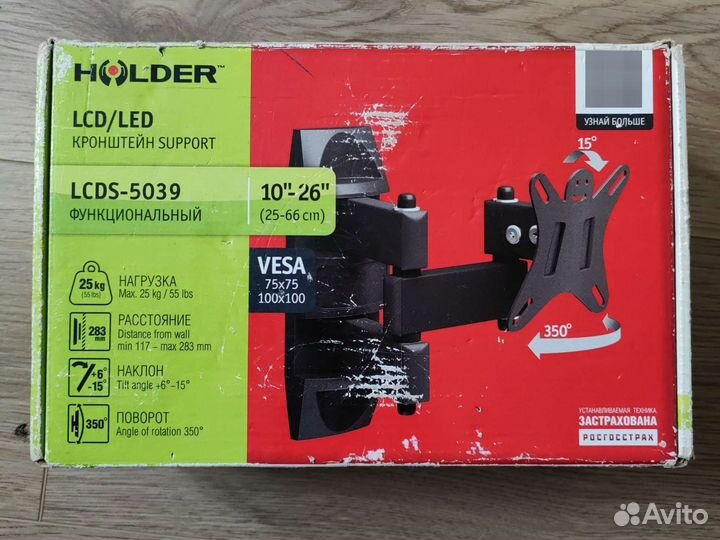 HOLDER™
LCD/LED
КРОНШТЕЙН SUPPORT
LCDS-5039
ФУНКЦИОНАЛЬНЫЙ
10"-26"
(25-66 cm)
VESA
75x75
100x100
25 kg
(55 lbs)
НАГРУЗКА
Max. 25 kg / 55 lbs
283
mm
РАССТОЯНИЕ
Distance from wall
min 117 – max 283 mm
+6°
-15°
НАКЛОН
Tilt angle +6°-15°
350°
ПОВОРОТ
Angle of rotation 350°
УЗНАЙ БОЛЬШЕ
15°
350°
УСТАНАВЛИВАЕМАЯ ТЕХНИКА
ЗАСТРАХОВАНА
РОСГОССТРАХ
Avito